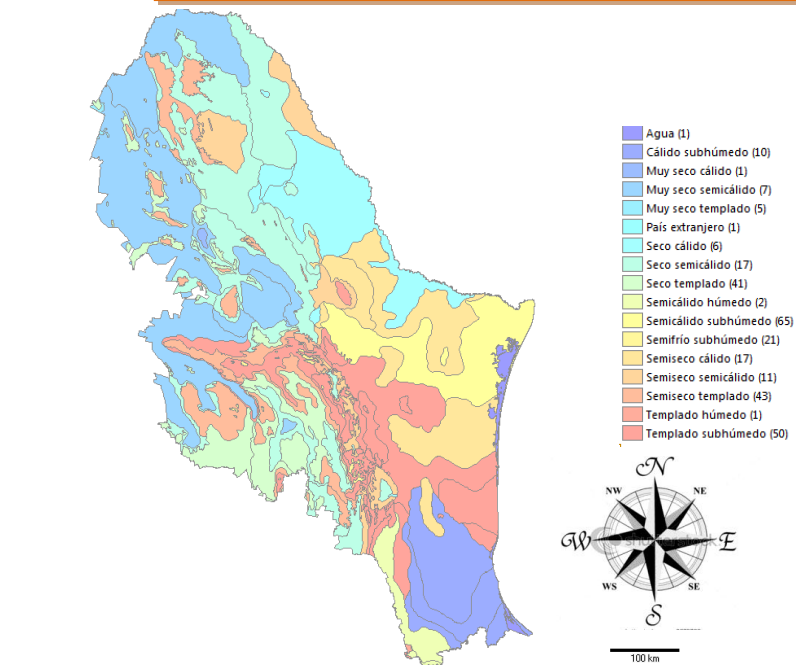 Agua (1)
Cálido subhúmedo (10)
Muy seco cálido (1)
Muy seco semicálido (7)
Muy seco templado (5)
País extranjero (1)
Seco cálido (6)
Seco semicálido (17)
Seco templado (41)
Semicálido húmedo (2)
Semicálido subhúmedo (65)
Semifrío subhúmedo (21)
Semiseco cálido (17)
Semiseco semicálido (11)
Semiseco templado (43)
Templado húmedo (1)
Templado subhúmedo (50)
N
NW NE
W E
WS SE
S
100 km